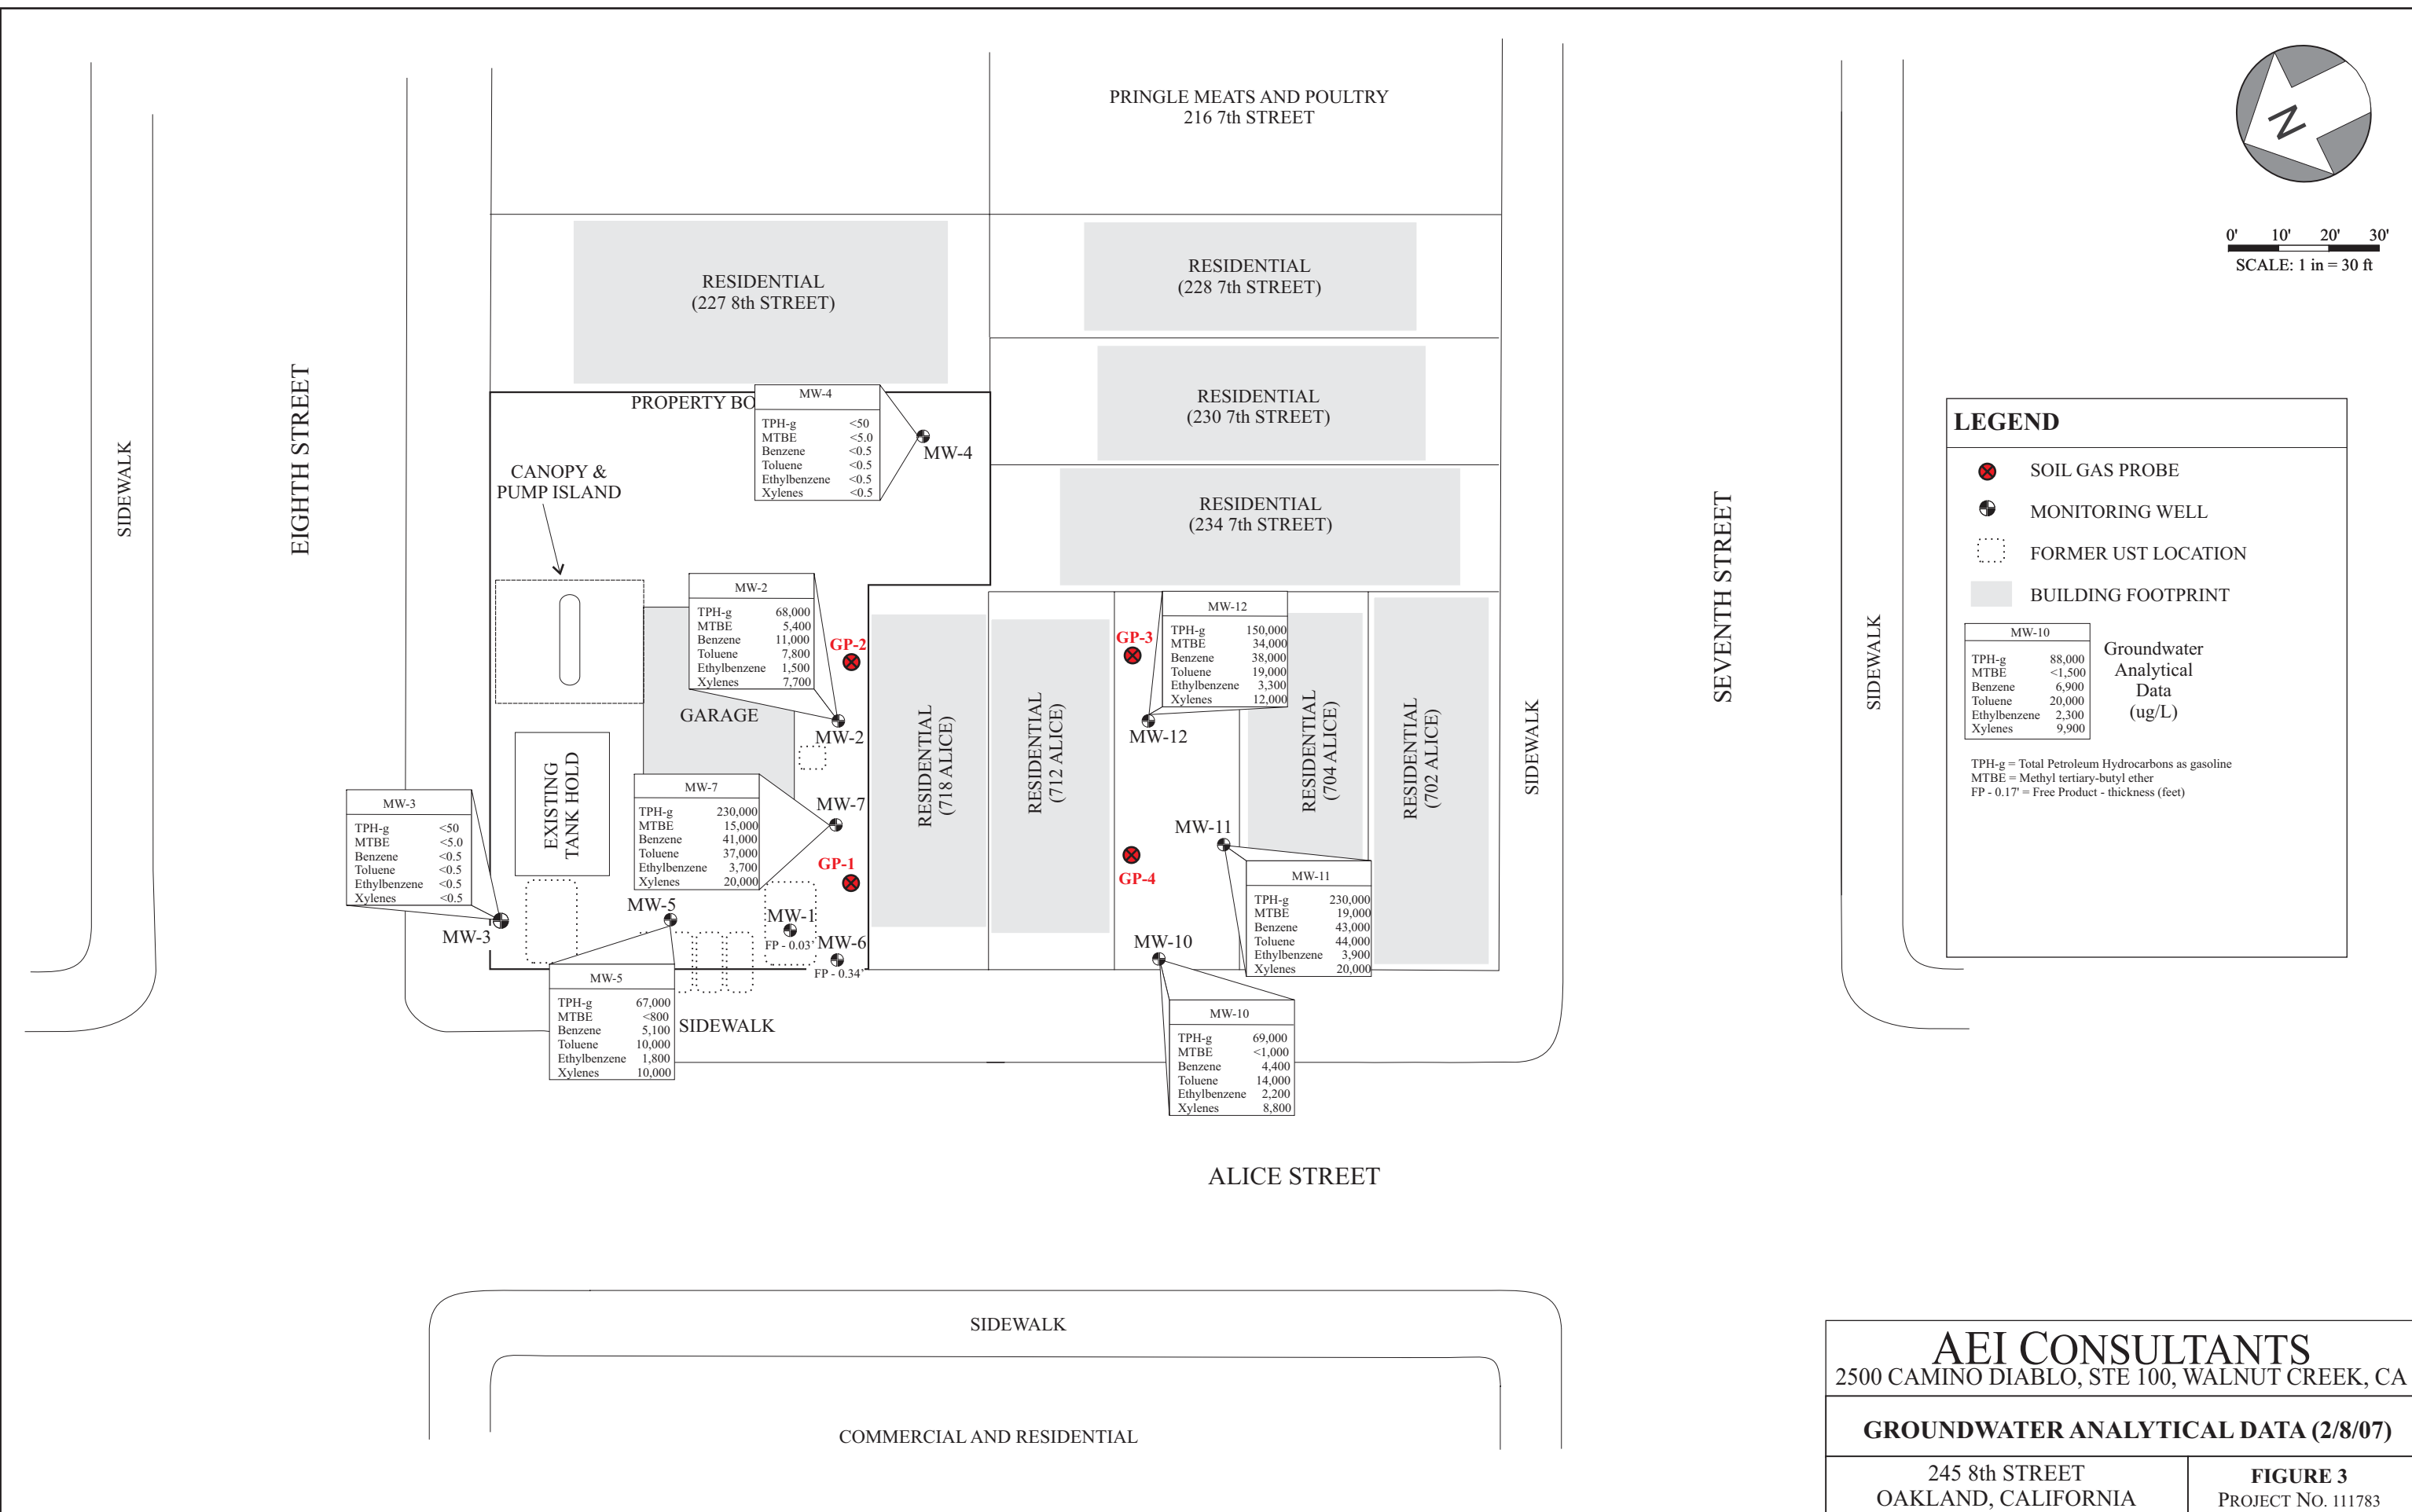 PRINGLE MEATS AND POULTRY
216 7th STREET
N
0' 10' 20' 30'
SCALE: 1 in = 30 ft
RESIDENTIAL
(227 8th STREET)
RESIDENTIAL
(228 7th STREET)
RESIDENTIAL
(230 7th STREET)
RESIDENTIAL
(234 7th STREET)
SIDEWALK
EIGHTH STREET
PROPERTY BO
MW-4
TPH-g <50
MTBE <5.0
Benzene <0.5
Toluene <0.5
Ethylbenzene <0.5
Xylenes <0.5
MW-4
CANOPY &
PUMP ISLAND
MW-2
TPH-g 68,000
MTBE 5,400
Benzene 11,000
Toluene 7,800
Ethylbenzene 1,500
Xylenes 7,700
GP-2
GARAGE
MW-2
GP-3
MW-12
TPH-g 150,000
MTBE 34,000
Benzene 38,000
Toluene 19,000
Ethylbenzene 3,300
Xylenes 12,000
MW-12
RESIDENTIAL
(718 ALICE)
RESIDENTIAL
(712 ALICE)
RESIDENTIAL
(704 ALICE)
RESIDENTIAL
(702 ALICE)
SIDEWALK
SEVENTH STREET
SIDEWALK
EXISTING
TANK HOLD
MW-7
TPH-g 230,000
MTBE 15,000
Benzene 41,000
Toluene 37,000
Ethylbenzene 3,700
Xylenes 20,000
MW-7
GP-1
MW-3
TPH-g <50
MTBE <5.0
Benzene <0.5
Toluene <0.5
Ethylbenzene <0.5
Xylenes <0.5
MW-3
MW-5
MW-1
FP - 0.03'
MW-6
FP - 0.34'
MW-11
GP-4
MW-11
TPH-g 230,000
MTBE 19,000
Benzene 43,000
Toluene 44,000
Ethylbenzene 3,900
Xylenes 20,000
MW-10
MW-5
TPH-g 67,000
MTBE <800
Benzene 5,100
Toluene 10,000
Ethylbenzene 1,800
Xylenes 10,000
SIDEWALK
MW-10
TPH-g 69,000
MTBE <1,000
Benzene 4,400
Toluene 14,000
Ethylbenzene 2,200
Xylenes 8,800
ALICE STREET
SIDEWALK
COMMERCIAL AND RESIDENTIAL
LEGEND
SOIL GAS PROBE
MONITORING WELL
FORMER UST LOCATION
BUILDING FOOTPRINT
MW-10
TPH-g 88,000
MTBE <1,500
Benzene 6,900
Toluene 20,000
Ethylbenzene 2,300
Xylenes 9,900
Groundwater
Analytical
Data
(ug/L)
TPH-g = Total Petroleum Hydrocarbons as gasoline
MTBE = Methyl tertiary-butyl ether
FP - 0.17' = Free Product - thickness (feet)
AEI CONSULTANTS
2500 CAMINO DIABLO, STE 100, WALNUT CREEK, CA
GROUNDWATER ANALYTICAL DATA (2/8/07)
245 8th STREET
OAKLAND, CALIFORNIA
FIGURE 3
PROJECT NO. 111783